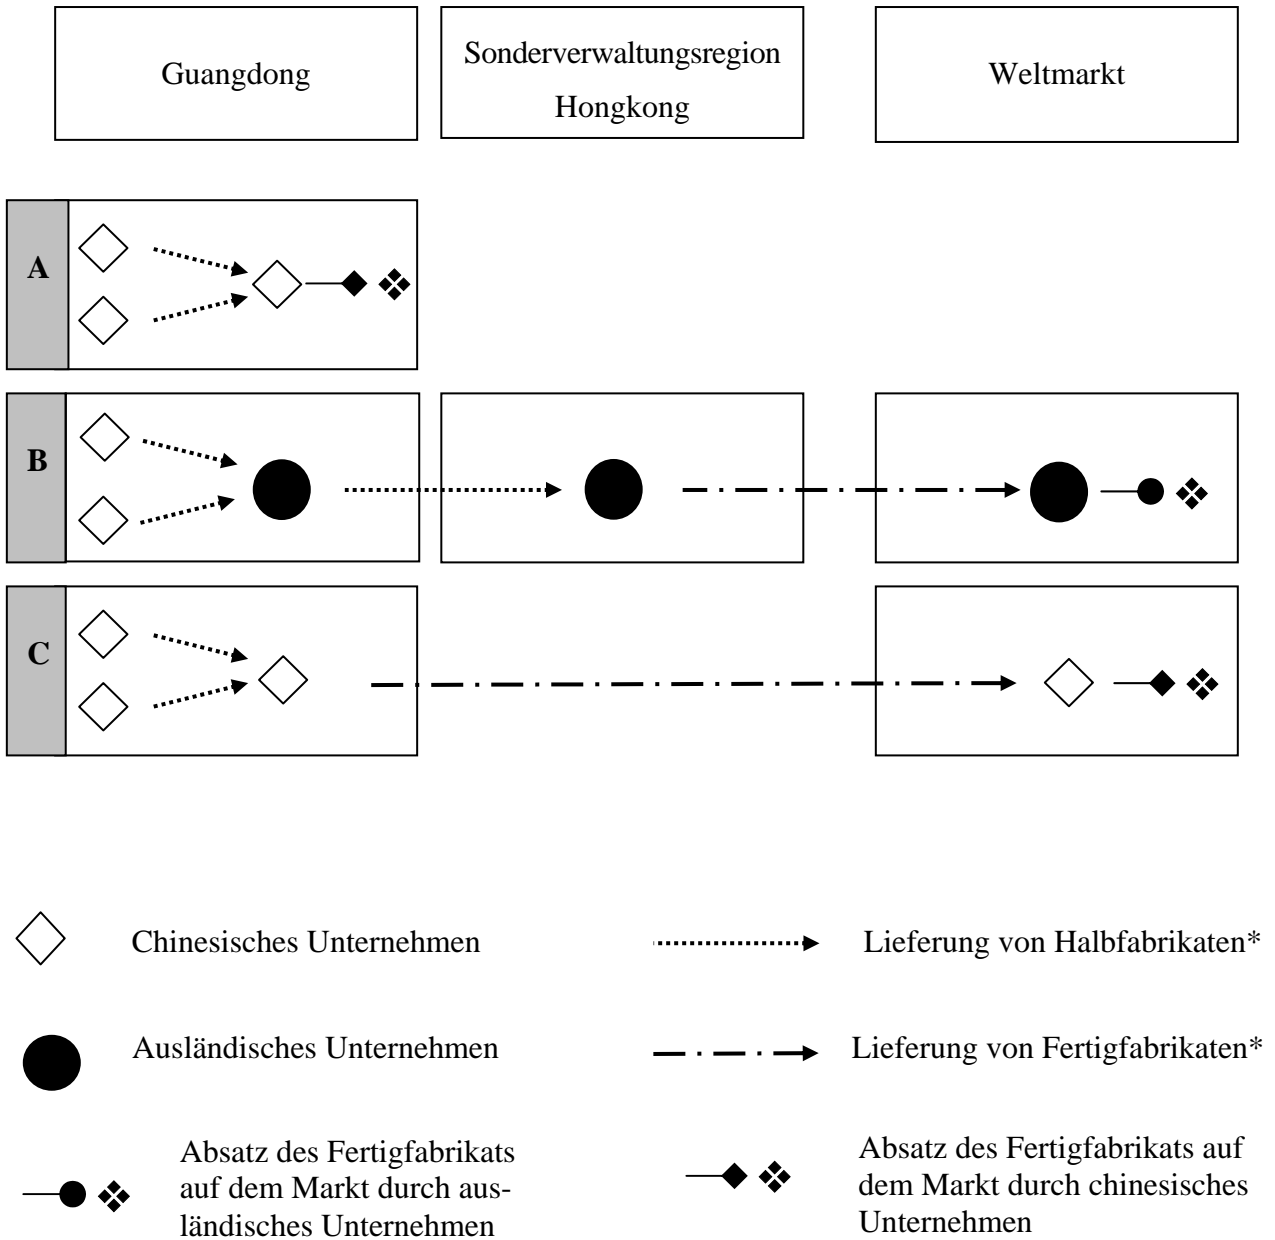 Guangdong
Sonderverwaltungsregion
Hongkong
Weltmarkt
A
B
C
Chinesisches Unternehmen
Lieferung von Halbfabrikaten*
Ausländisches Unternehmen
Lieferung von Fertigfabrikaten*
Absatz des Fertigfabrikats
auf dem Markt durch aus-
ländisches Unternehmen
Absatz des Fertigfabrikats auf
dem Markt durch chinesisches
Unternehmen